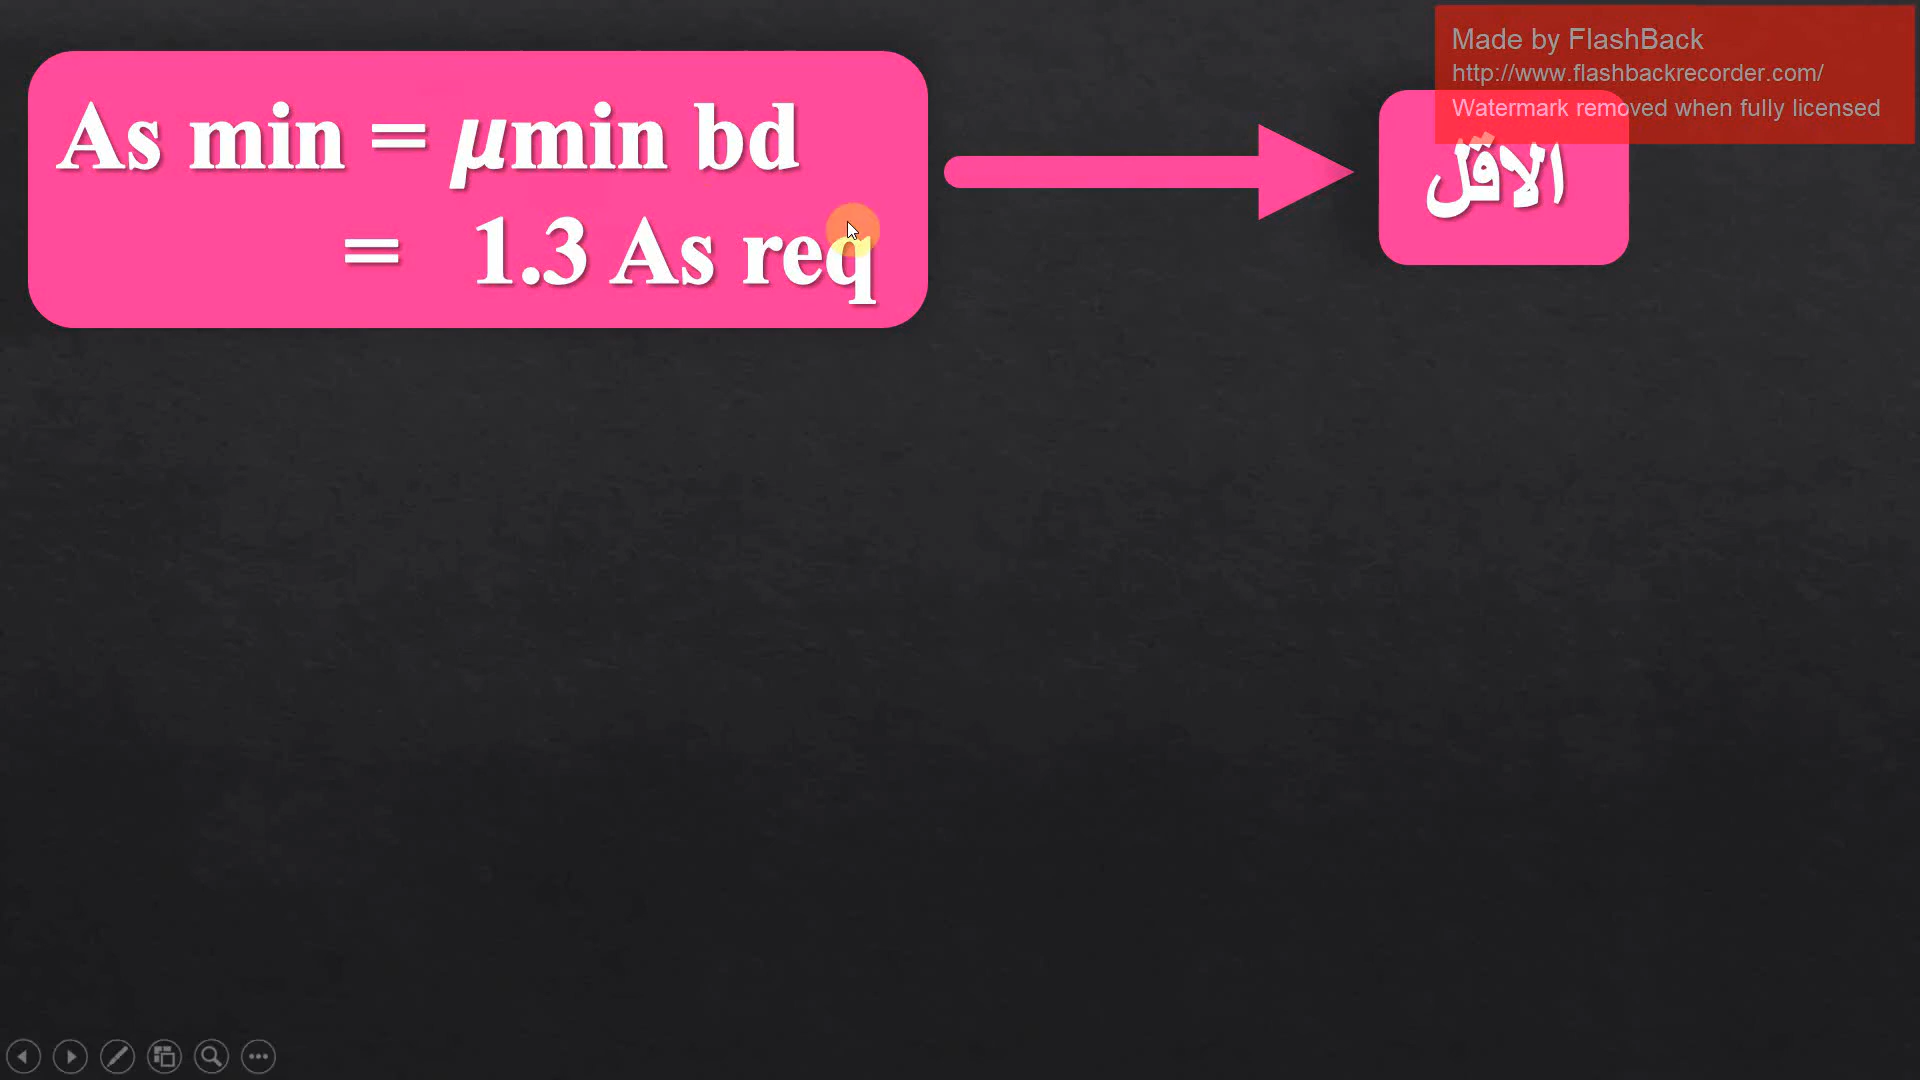 As min = μmin bd
= 1.3 As req
الاقل
Made by FlashBack
http://www.flashbackrecorder.com/
Watermark removed when fully licensed